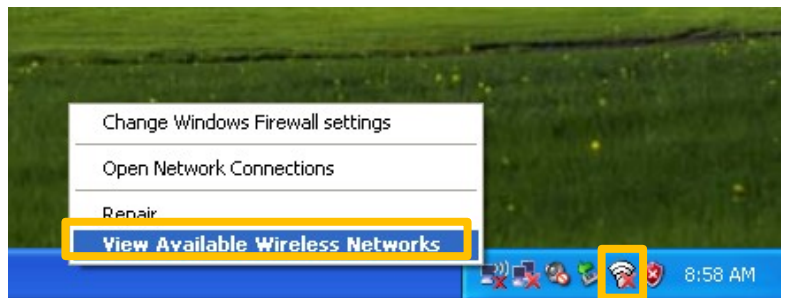 Change Windows Firewall settings
Open Network Connections
Repair
View Available Wireless Networks
8:58 AM